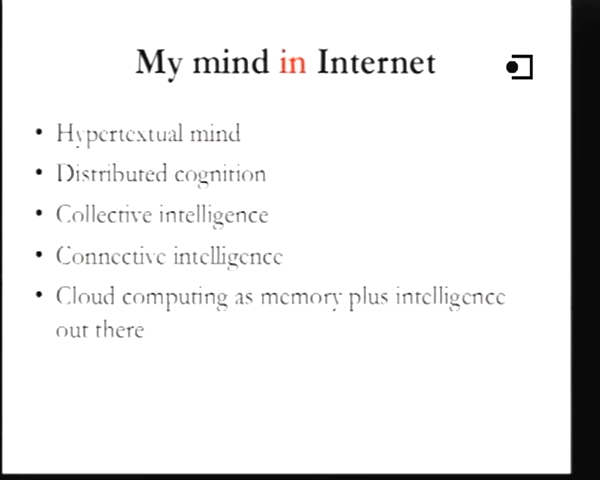 My mind in Internet
• Hypertextual mind
• Distributed cognition
• Collective intelligence
• Connective intelligence
• Cloud computing as memory plus intelligence
out there